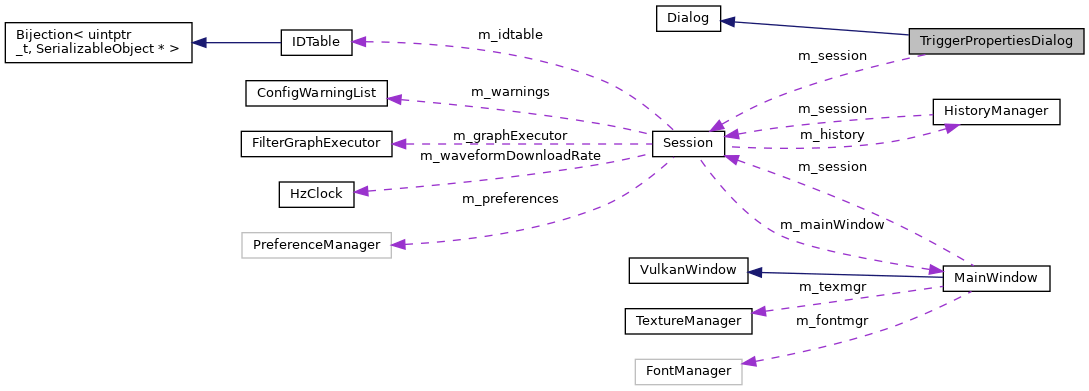 Dialog
Bijection< uintptr
_t, SerializableObject * >
IDTable
m_idtable
TriggerPropertiesDialog
m_session
ConfigWarningList
m_warnings
m_session
HistoryManager
FilterGraphExecutor
m_graphExecutor
Session
m_history
m_waveformDownloadRate
m_session
HzClock
m_preferences
PreferenceManager
m_mainWindow
VulkanWindow
MainWindow
m_texmgr
TextureManager
m_fontmgr
FontManager